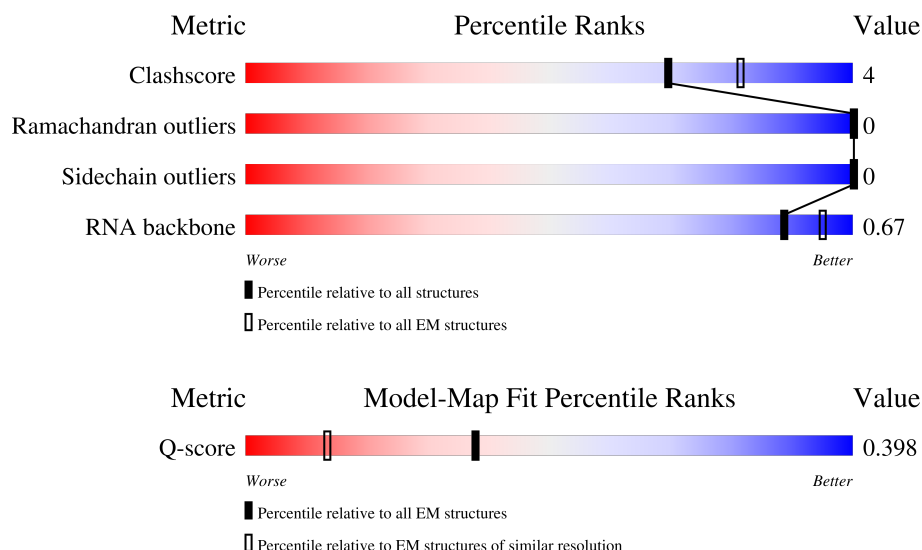 Metric Percentile Ranks Value
Clashscore 4
Ramachandran outliers 0
Sidechain outliers 0
RNA backbone 0.67
Worse Better
Percentile relative to all structures
Percentile relative to all EM structures
Metric Model-Map Fit Percentile Ranks Value
Q-score 0.398
Worse Better
Percentile relative to all EM structures
Percentile relative to EM structures of similar resolution